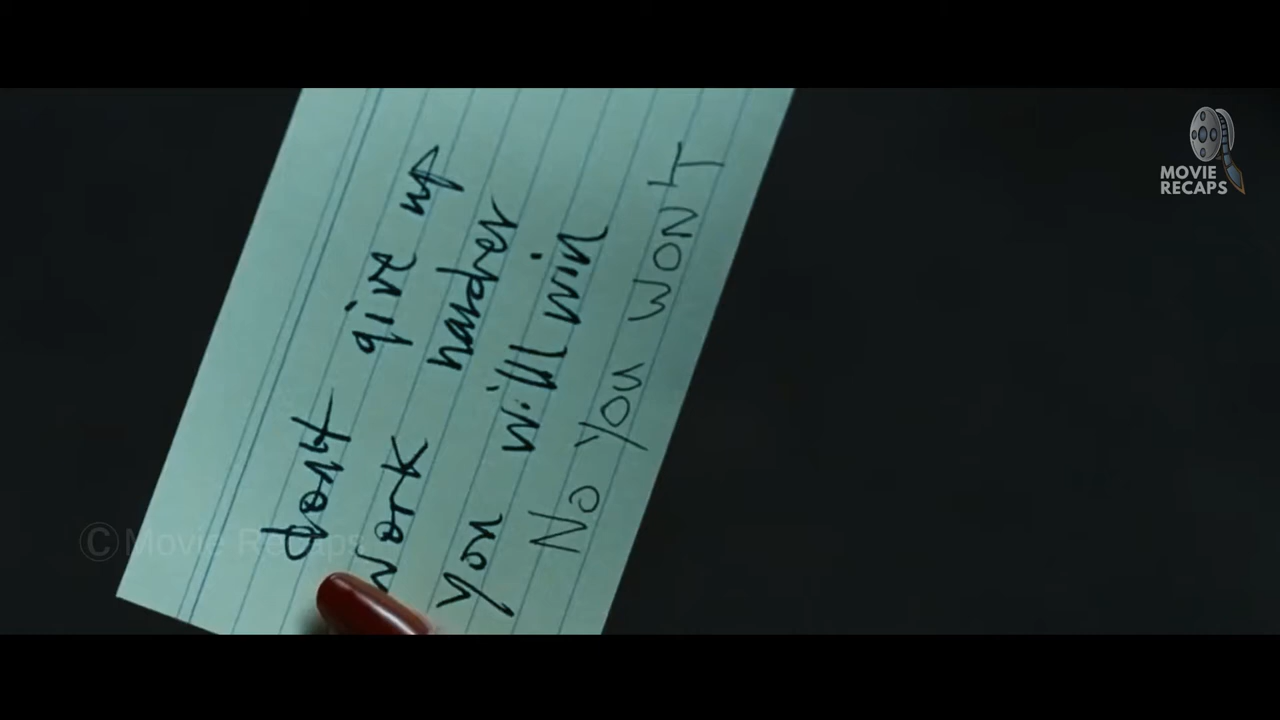 dont give up
work harder
you will win
No you WONT
MOVIE
RECAPS
© Movie Recaps